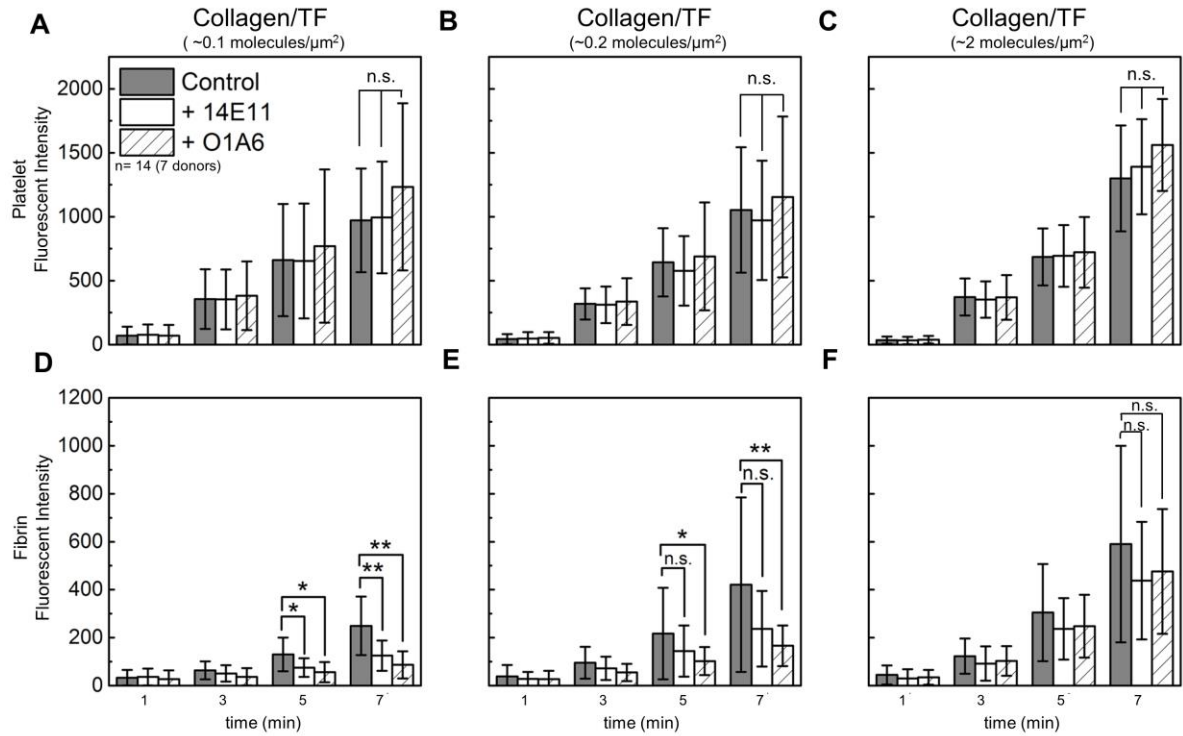 A
Collagen/TF
( ~0.1 molecules/µm²)
B
Collagen/TF
(~0.2 molecules/µm²)
C
Collagen/TF
(~2 molecules/µm²)
Platelet
Fluorescent Intensity
2000
1500
1000
500
0
Control
+ 14E11
+ O1A6
n= 14 (7 donors)
n.s.
n.s.
n.s.
D
E
F
Fibrin
Fluorescent Intensity
1200
1000
800
600
400
200
0
*
*
**
**
n.s.
*
n.s.
**
n.s.
n.s.
1 3 5 7
time (min)
1 3 5 7
time (min)
1 3 5 7
time (min)